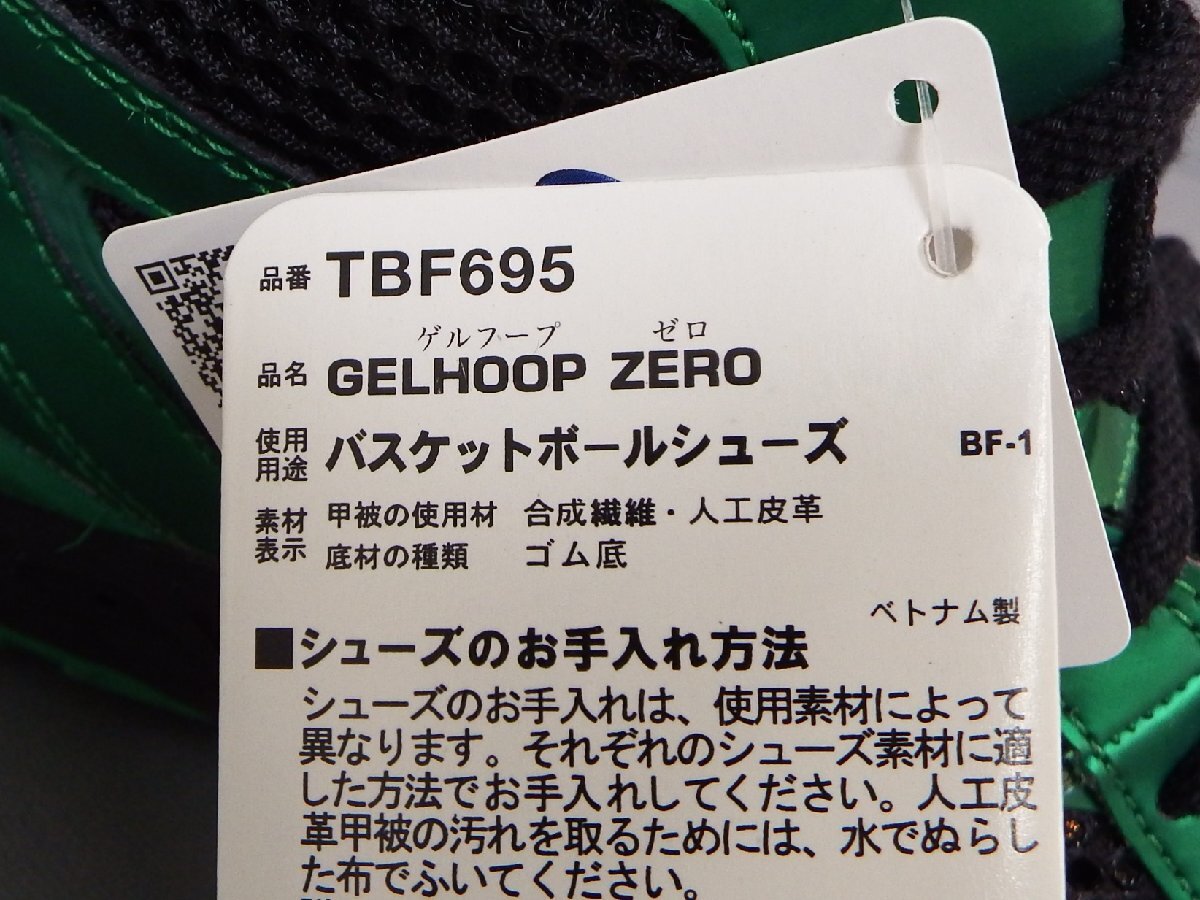 品番 TBF695
ゲルフープ ゼロ
品名 GELHOOP ZERO
使用用途 バスケットボールシューズ BF-1
素材表示 甲被の使用材 合成繊維・人工皮革
底材の種類 ゴム底
ベトナム製
■シューズのお手入れ方法
シューズのお手入れは、使用素材によって
異なります。それぞれのシューズ素材に適
した方法でお手入れしてください。人工皮
革甲被の汚れを取るためには、水でぬらし
た布でふいてください。